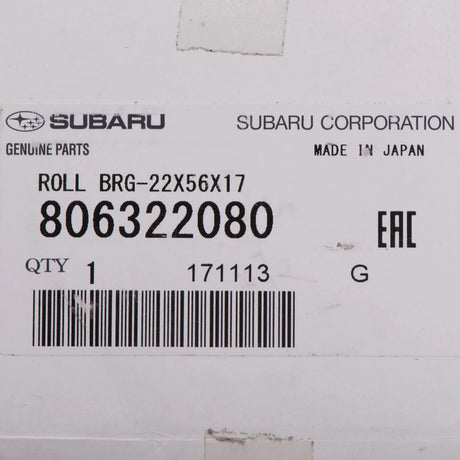 SUBARU SUBARU CORPORATION
GENUINE PARTS MADE IN JAPAN
ROLL BRG-22X56X17
806322080 EAC
QTY 1 171113 G